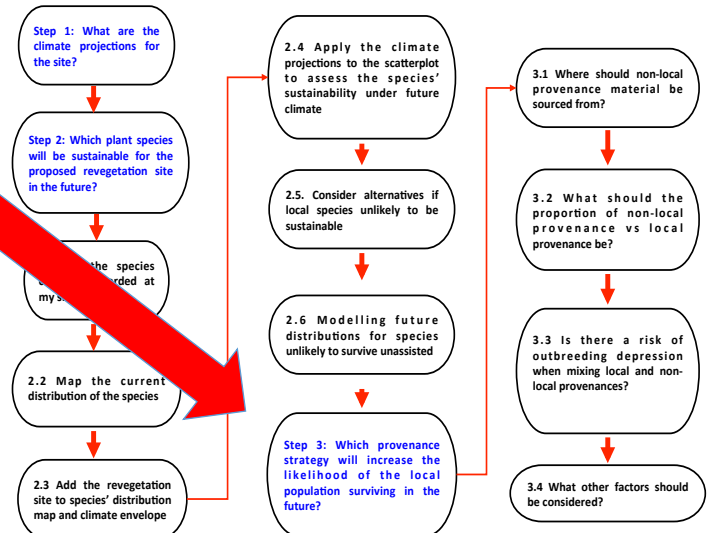 Step 1: What are the
climate projections for
the site?
Step 2: Which plant species
will be sustainable for the
proposed revegetation site
in the future?
the species
at
my
2.2 Map the current
distribution of the species
2.3 Add the revegetation
site to species’ distribution
map and climate envelope
2.4 Apply the climate
projections to the scatterplot
to assess the species’
sustainability under future
climate
2.5. Consider alternatives if
local species unlikely to be
sustainable
2.6 Modelling future
distributions for species
unlikely to survive unassisted
Step 3: Which provenance
strategy will increase the
likelihood of the local
population surviving in the
future?
3.1 Where should non-local
provenance material be
sourced from?
3.2 What should the
proportion of non-local
provenance vs local
provenance be?
3.3 Is there a risk of
outbreeding depression
when mixing local and non-
local provenances?
3.4 What other factors should
be considered?